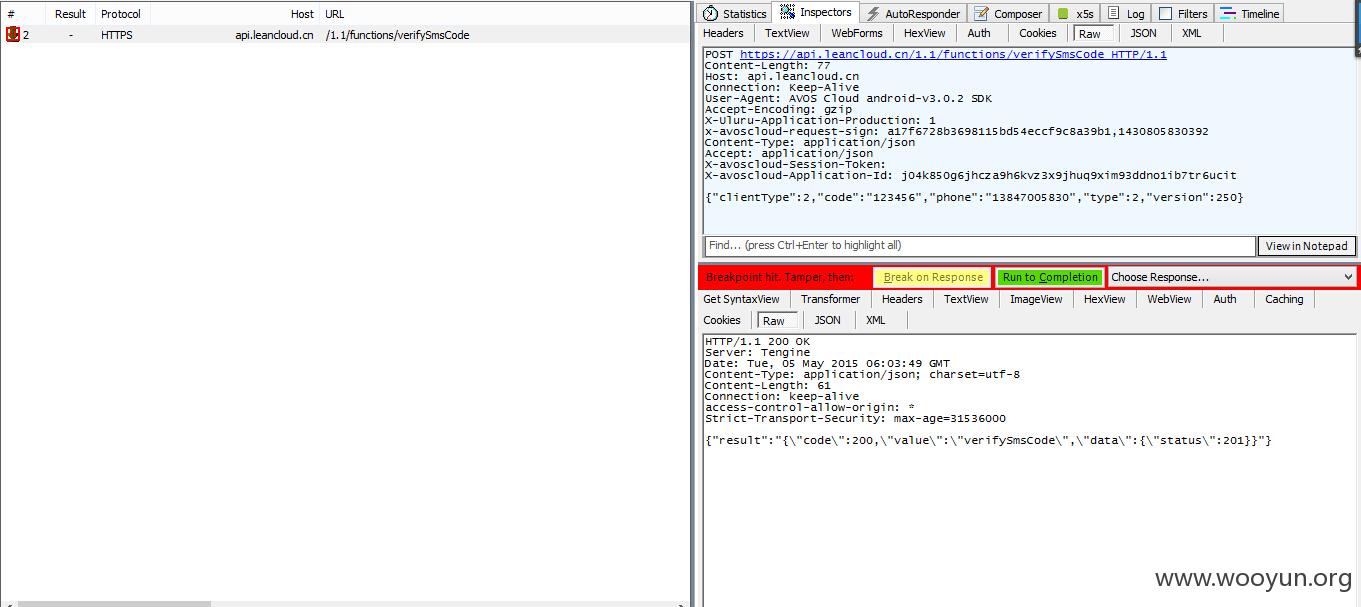 # Result Protocol Host URL
2 - HTTPS api.leancloud.cn /1.1/functions/verifySmsCode
Statistics Inspectors AutoResponder Composer x5s Log Filters Timeline
Headers TextView WebForms HexView Auth Cookies Raw JSON XML
POST https://api.leancloud.cn/1.1/functions/verifySmsCode HTTP/1.1
Content-Length: 77
Host: api.leancloud.cn
Connection: Keep-Alive
User-Agent: AVOS Cloud android-v3.0.2 SDK
Accept-Encoding: gzip
X-Uluru-Application-Production: 1
x-avoscloud-request-sign: a17f6728b3698115bd54eccf9c8a39b1,1430805830392
Content-Type: application/json
Accept: application/json
X-avoscloud-Session-Token:
X-avoscloud-Application-Id: j04k850g6jhcza9h6kvz3x9jhuq9xim93ddno1ib7tr6ucit
{"clientType":2,"code":"123456","phone":"13847005830","type":2,"version":250}
Find... (press Ctrl+Enter to highlight all) View in Notepad
Breakpoint hit. Tamper, then: Break on Response Run to Completion Choose Response...
Get SyntaxView Transformer Headers TextView ImageView HexView WebView Auth Caching
Cookies Raw JSON XML
HTTP/1.1 200 OK
Server: Tengine
Date: Tue, 05 May 2015 06:03:49 GMT
Content-Type: application/json; charset=utf-8
Content-Length: 61
Connection: keep-alive
access-control-allow-origin: *
Strict-Transport-Security: max-age=31536000
{"result":"{\"code\":200,\"value\":\"verifySmsCode\",\"data\":{\"status\":201}}"}
www.wooyun.org